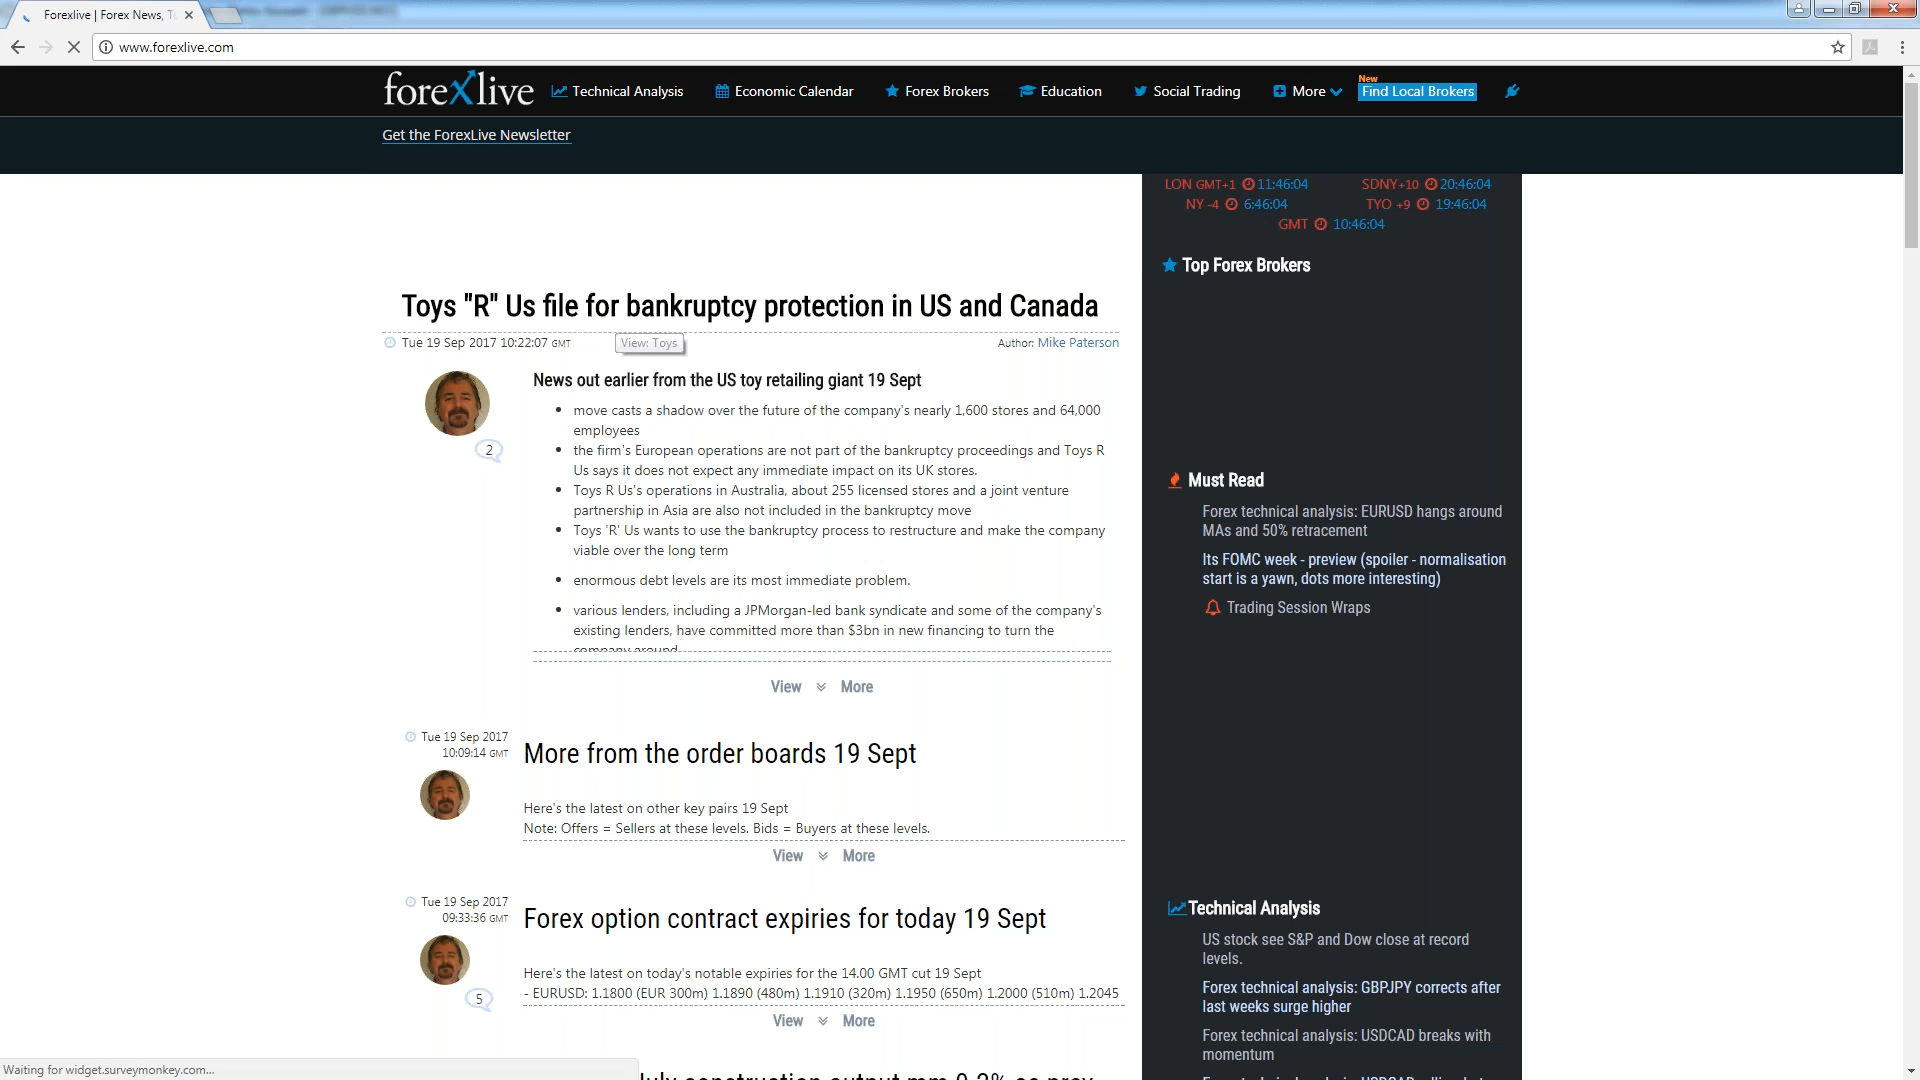 Forexlive | Forex News, T
www.forexlive.com
forexlive
Technical Analysis
Economic Calendar
Forex Brokers
Education
Social Trading
More
New
Find Local Brokers
Get the ForexLive Newsletter
LON GMT+1 11:46:04
SDNY+10 20:46:04
NY -4 6:46:04
TYO +9 19:46:04
GMT 10:46:04
Top Forex Brokers
Toys "R" Us file for bankruptcy protection in US and Canada
Tue 19 Sep 2017 10:22:07 GMT
View: Toys
Author: Mike Paterson
News out earlier from the US toy retailing giant 19 Sept
2
• move casts a shadow over the future of the company's nearly 1,600 stores and 64,000
employees
• the firm's European operations are not part of the bankruptcy proceedings and Toys R
Us says it does not expect any immediate impact on its UK stores.
• Toys R Us's operations in Australia, about 255 licensed stores and a joint venture
partnership in Asia are also not included in the bankruptcy move
• Toys 'R' Us wants to use the bankruptcy process to restructure and make the company
viable over the long term
• enormous debt levels are its most immediate problem.
• various lenders, including a JPMorgan-led bank syndicate and some of the company's
existing lenders, have committed more than $3bn in new financing to turn the
company around
View More
Must Read
Forex technical analysis: EURUSD hangs around
MAs and 50% retracement
Its FOMC week - preview (spoiler - normalisation
start is a yawn, dots more interesting)
Trading Session Wraps
Tue 19 Sep 2017
10:09:14 GMT
More from the order boards 19 Sept
Here's the latest on other key pairs 19 Sept
Note: Offers = Sellers at these levels. Bids = Buyers at these levels.
View More
Tue 19 Sep 2017
09:33:36 GMT
5
Forex option contract expiries for today 19 Sept
Here's the latest on today's notable expiries for the 14.00 GMT cut 19 Sept
- EURUSD: 1.1800 (EUR 300m) 1.1890 (480m) 1.1910 (320m) 1.1950 (650m) 1.2000 (510m) 1.2045
View More
Technical Analysis
US stock see S&P and Dow close at record
levels.
Forex technical analysis: GBPJPY corrects after
last weeks surge higher
Forex technical analysis: USDCAD breaks with
momentum
July construction output mm
Waiting for widget.surveymonkey.com...